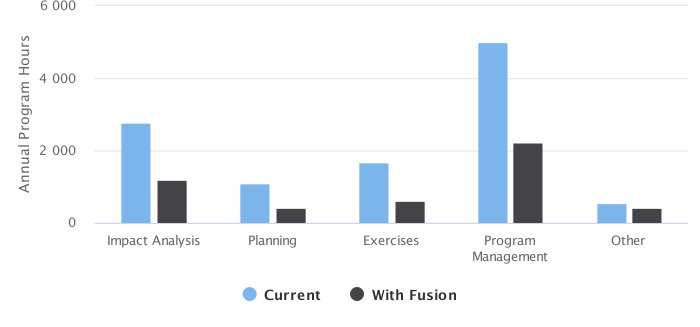 6 000
4 000
2 000
0
Annual Program Hours
Impact Analysis
Planning
Exercises
Program
Management
Other
Current
With Fusion